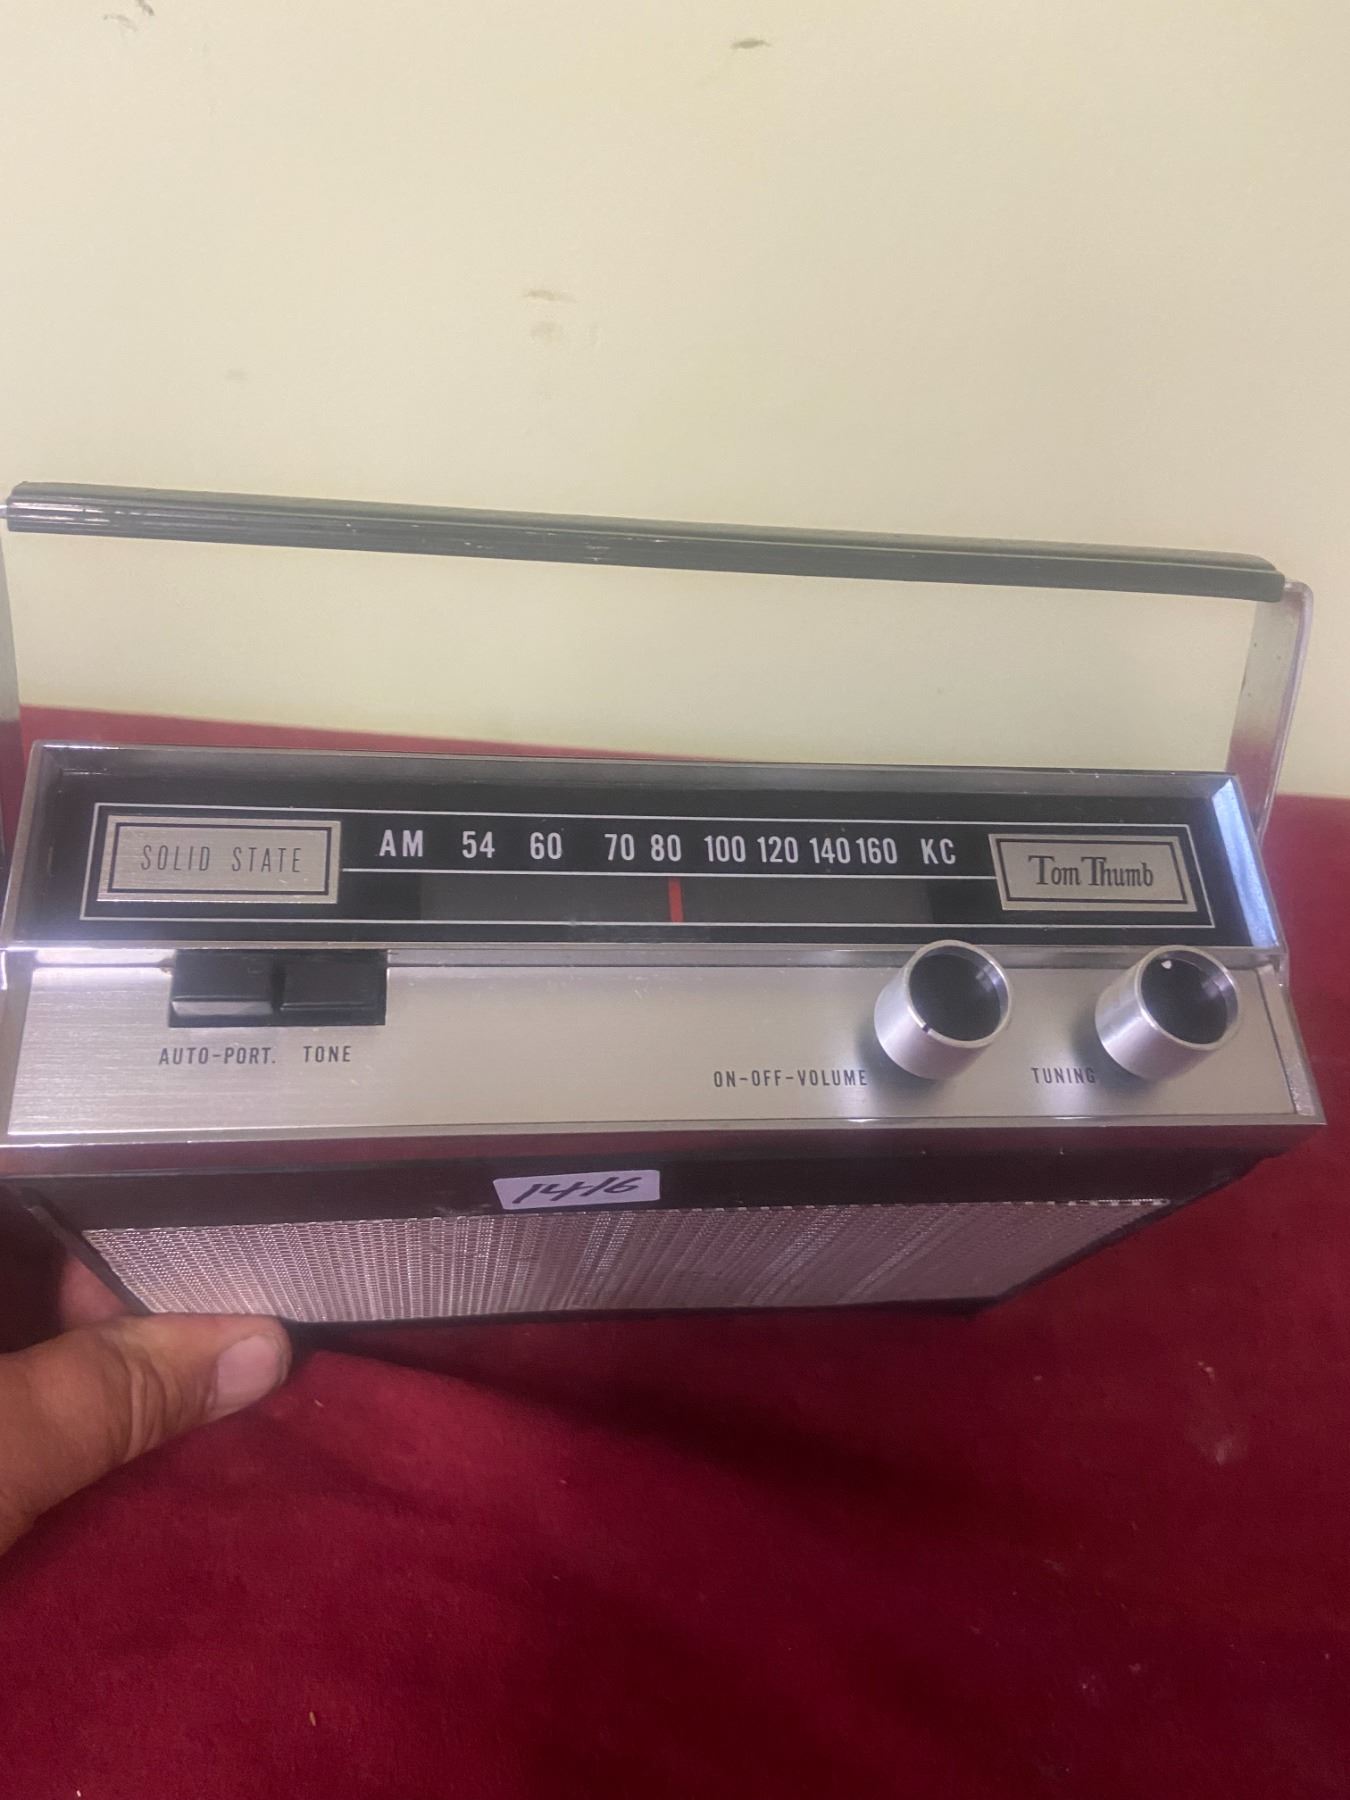 SOLID STATE
AM 54 60 70 80 100 120 140 160 KC
Tom Thumb
AUTO-PORT. TONE
ON-OFF-VOLUME
TUNING
1416